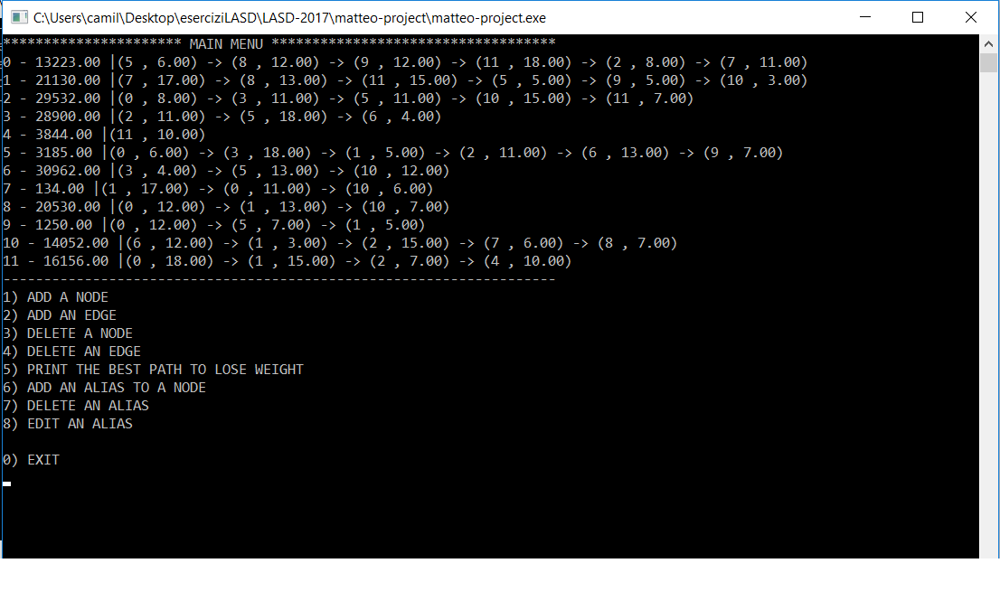 C:\Users\camil\Desktop\eserciziLASD\LASD-2017\matteo-project\matteo-project.exe
********************** MAIN MENU ***********************************
0 - 13223.00 |(5 , 6.00) -> (8 , 12.00) -> (9 , 12.00) -> (11 , 18.00) -> (2 , 8.00) -> (7 , 11.00)
1 - 21130.00 |(7 , 17.00) -> (8 , 13.00) -> (11 , 15.00) -> (5 , 5.00) -> (9 , 5.00) -> (10 , 3.00)
2 - 29532.00 |(0 , 8.00) -> (3 , 11.00) -> (5 , 11.00) -> (10 , 15.00) -> (11 , 7.00)
3 - 28900.00 |(2 , 11.00) -> (5 , 18.00) -> (6 , 4.00)
4 - 3844.00 |(11 , 10.00)
5 - 3185.00 |(0 , 6.00) -> (3 , 18.00) -> (1 , 5.00) -> (2 , 11.00) -> (6 , 13.00) -> (9 , 7.00)
6 - 30962.00 |(3 , 4.00) -> (5 , 13.00) -> (10 , 12.00)
7 - 134.00 |(1 , 17.00) -> (0 , 11.00) -> (10 , 6.00)
8 - 20530.00 |(0 , 12.00) -> (1 , 13.00) -> (10 , 7.00)
9 - 1250.00 |(0 , 12.00) -> (5 , 7.00) -> (1 , 5.00)
10 - 14052.00 |(6 , 12.00) -> (1 , 3.00) -> (2 , 15.00) -> (7 , 6.00) -> (8 , 7.00)
11 - 16156.00 |(0 , 18.00) -> (1 , 15.00) -> (2 , 7.00) -> (4 , 10.00)
--------------------------------------------------------------------
1) ADD A NODE
2) ADD AN EDGE
3) DELETE A NODE
4) DELETE AN EDGE
5) PRINT THE BEST PATH TO LOSE WEIGHT
6) ADD AN ALIAS TO A NODE
7) DELETE AN ALIAS
8) EDIT AN ALIAS
0) EXIT